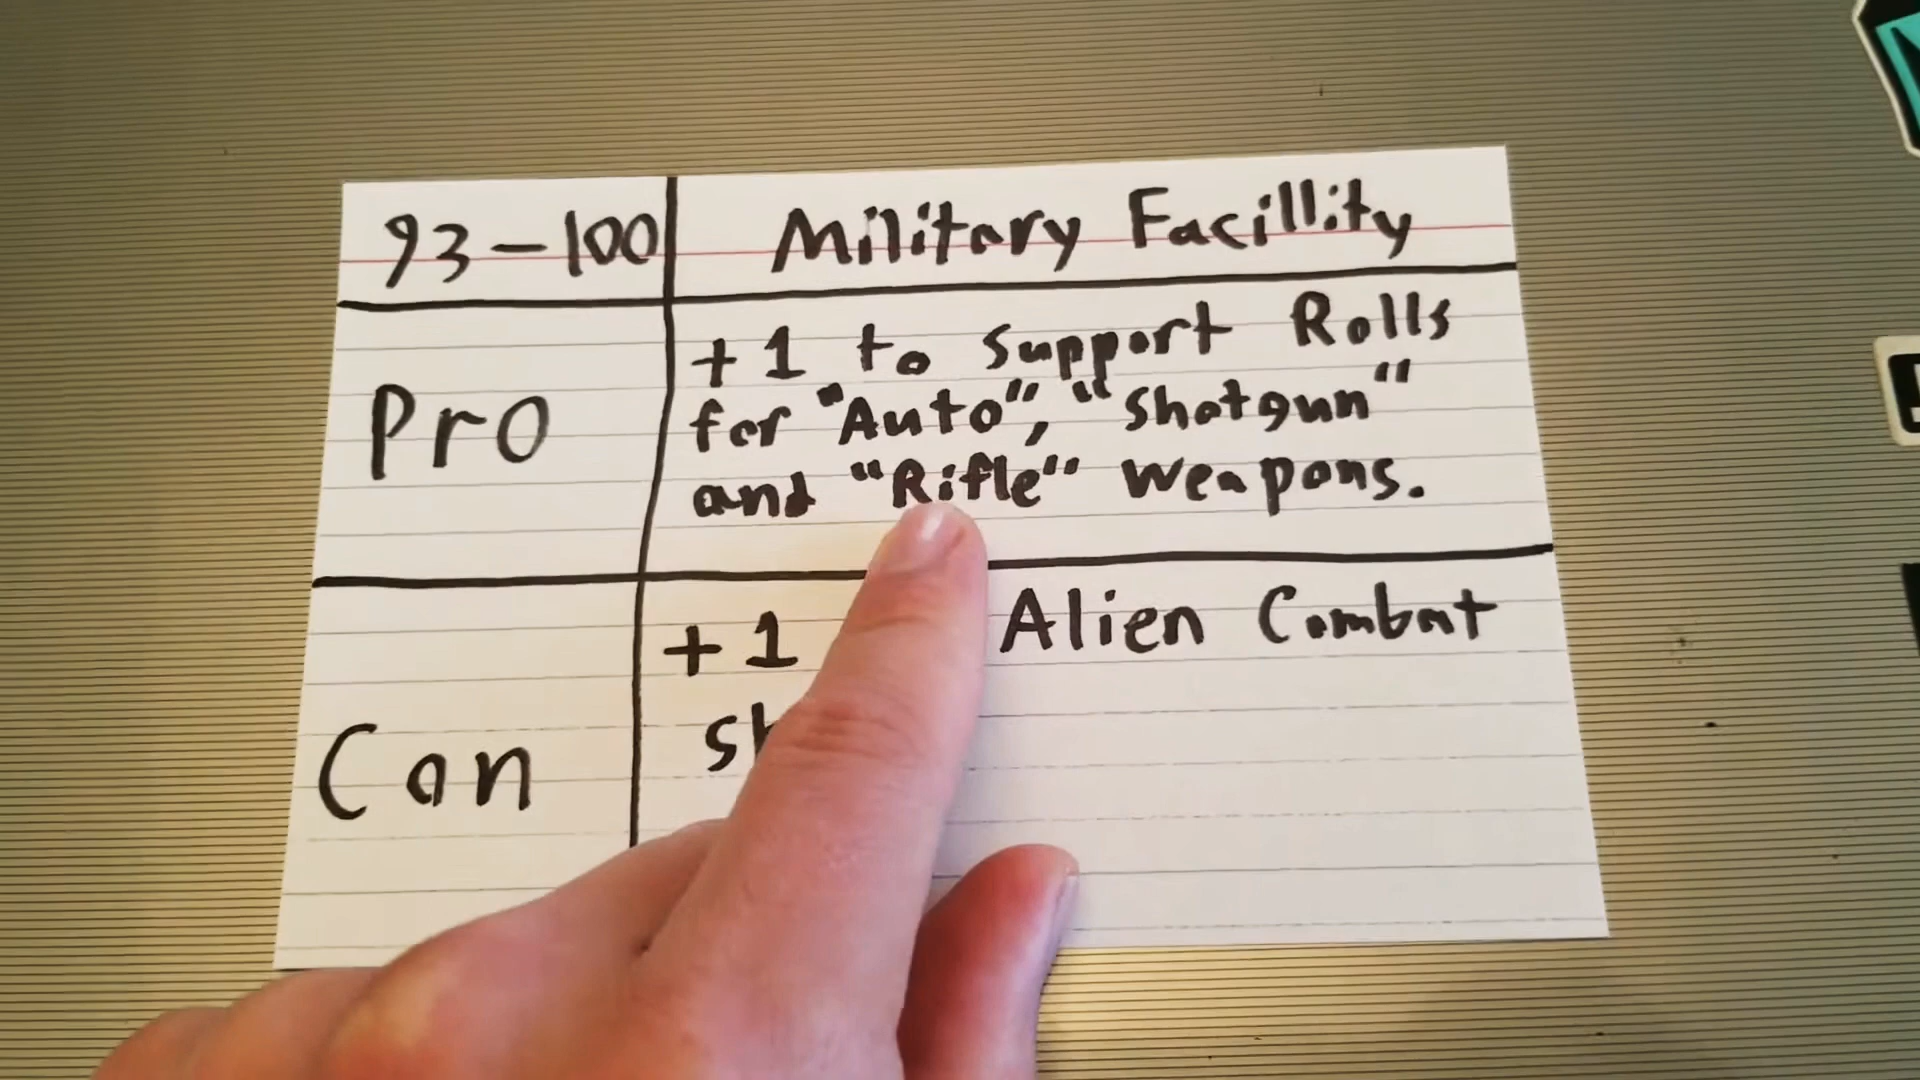 93-100 Military Facillity
Pro
+1 to Support Rolls
for "Auto", "Shotgun"
and "Rifle" weapons.
Con
+1 Alien Combat